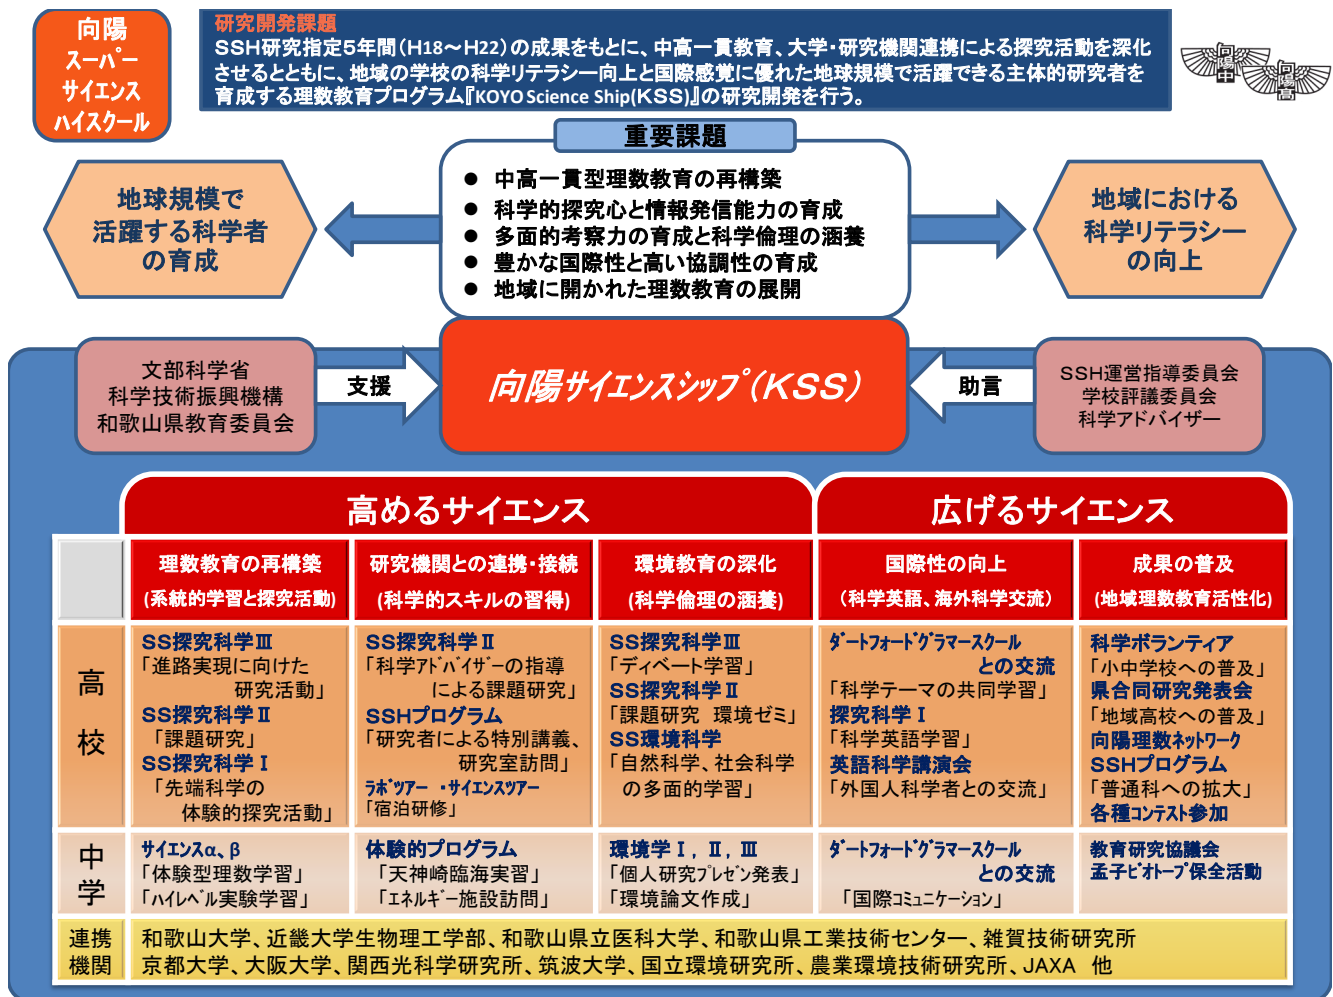 向陽
スーパー
サイエンス
ハイスクール
研究開発課題
SSH研究指定5年間(H18~H22)の成果をもとに、中高一貫教育、大学・研究機関連携による探究活動を深化
させるとともに、地域の学校の科学リテラシー向上と国際感覚に優れた地球規模で活躍できる主体的研究者を
育成する理数教育プログラム『KOYO Science Ship(KSS)』の研究開発を行う。
向陽中
向陽高
重要課題
● 中高一貫型理数教育の再構築
● 科学的探究心と情報発信能力の育成
● 多面的考察力の育成と科学倫理の涵養
● 豊かな国際性と高い協調性の育成
● 地域に開かれた理数教育の展開
地球規模で
活躍する科学者
の育成
地域における
科学リテラシー
の向上
文部科学省
科学技術振興機構
和歌山県教育委員会
支援
向陽サイエンスシップ(KSS)
助言
SSH運営指導委員会
学校評議委員会
科学アドバイザー
高めるサイエンス
広げるサイエンス
理数教育の再構築
(系統的学習と探究活動)
研究機関との連携・接続
(科学的スキルの習得)
環境教育の深化
(科学倫理の涵養)
国際性の向上
(科学英語、海外科学交流)
成果の普及
(地域理数教育活性化)
高
校
SS探究科学Ⅲ
「進路実現に向けた
研究活動」
SS探究科学Ⅱ
「課題研究」
SS探究科学Ⅰ
「先端科学の
体験的探究活動」
SS探究科学Ⅱ
「科学アドバイザーの指導
による課題研究」
SSHプログラム
「研究者による特別講義、
研究室訪問」
ラボツアー ・サイエンスツアー
「宿泊研修」
SS探究科学Ⅲ
「ディベート学習」
SS探究科学Ⅱ
「課題研究 環境ゼミ」
SS環境科学
「自然科学、社会科学
の多面的学習」
ダートフォードグラマースクール
との交流
「科学テーマの共同学習」
探究科学Ⅰ
「科学英語学習」
英語科学講演会
「外国人科学者との交流」
科学ボランティア
「小中学校への普及」
県合同研究発表会
「地域高校への普及」
向陽理数ネットワーク
SSHプログラム
「普通科への拡大」
各種コンテスト参加
中
学
サイエンスα、β
「体験型理数学習」
「ハイレベル実験学習」
体験的プログラム
「天神崎臨海実習」
「エネルギー施設訪問」
環境学Ⅰ, Ⅱ, Ⅲ
「個人研究プレゼン発表」
「環境論文作成」
ダートフォードグラマースクール
との交流
「国際コミュニケーション」
教育研究協議会
孟子ビオトープ保全活動
連携
機関
和歌山大学、近畿大学生物理工学部、和歌山県立医科大学、和歌山県工業技術センター、雑賀技術研究所
京都大学、大阪大学、関西光科学研究所、筑波大学、国立環境研究所、農業環境技術研究所、JAXA 他